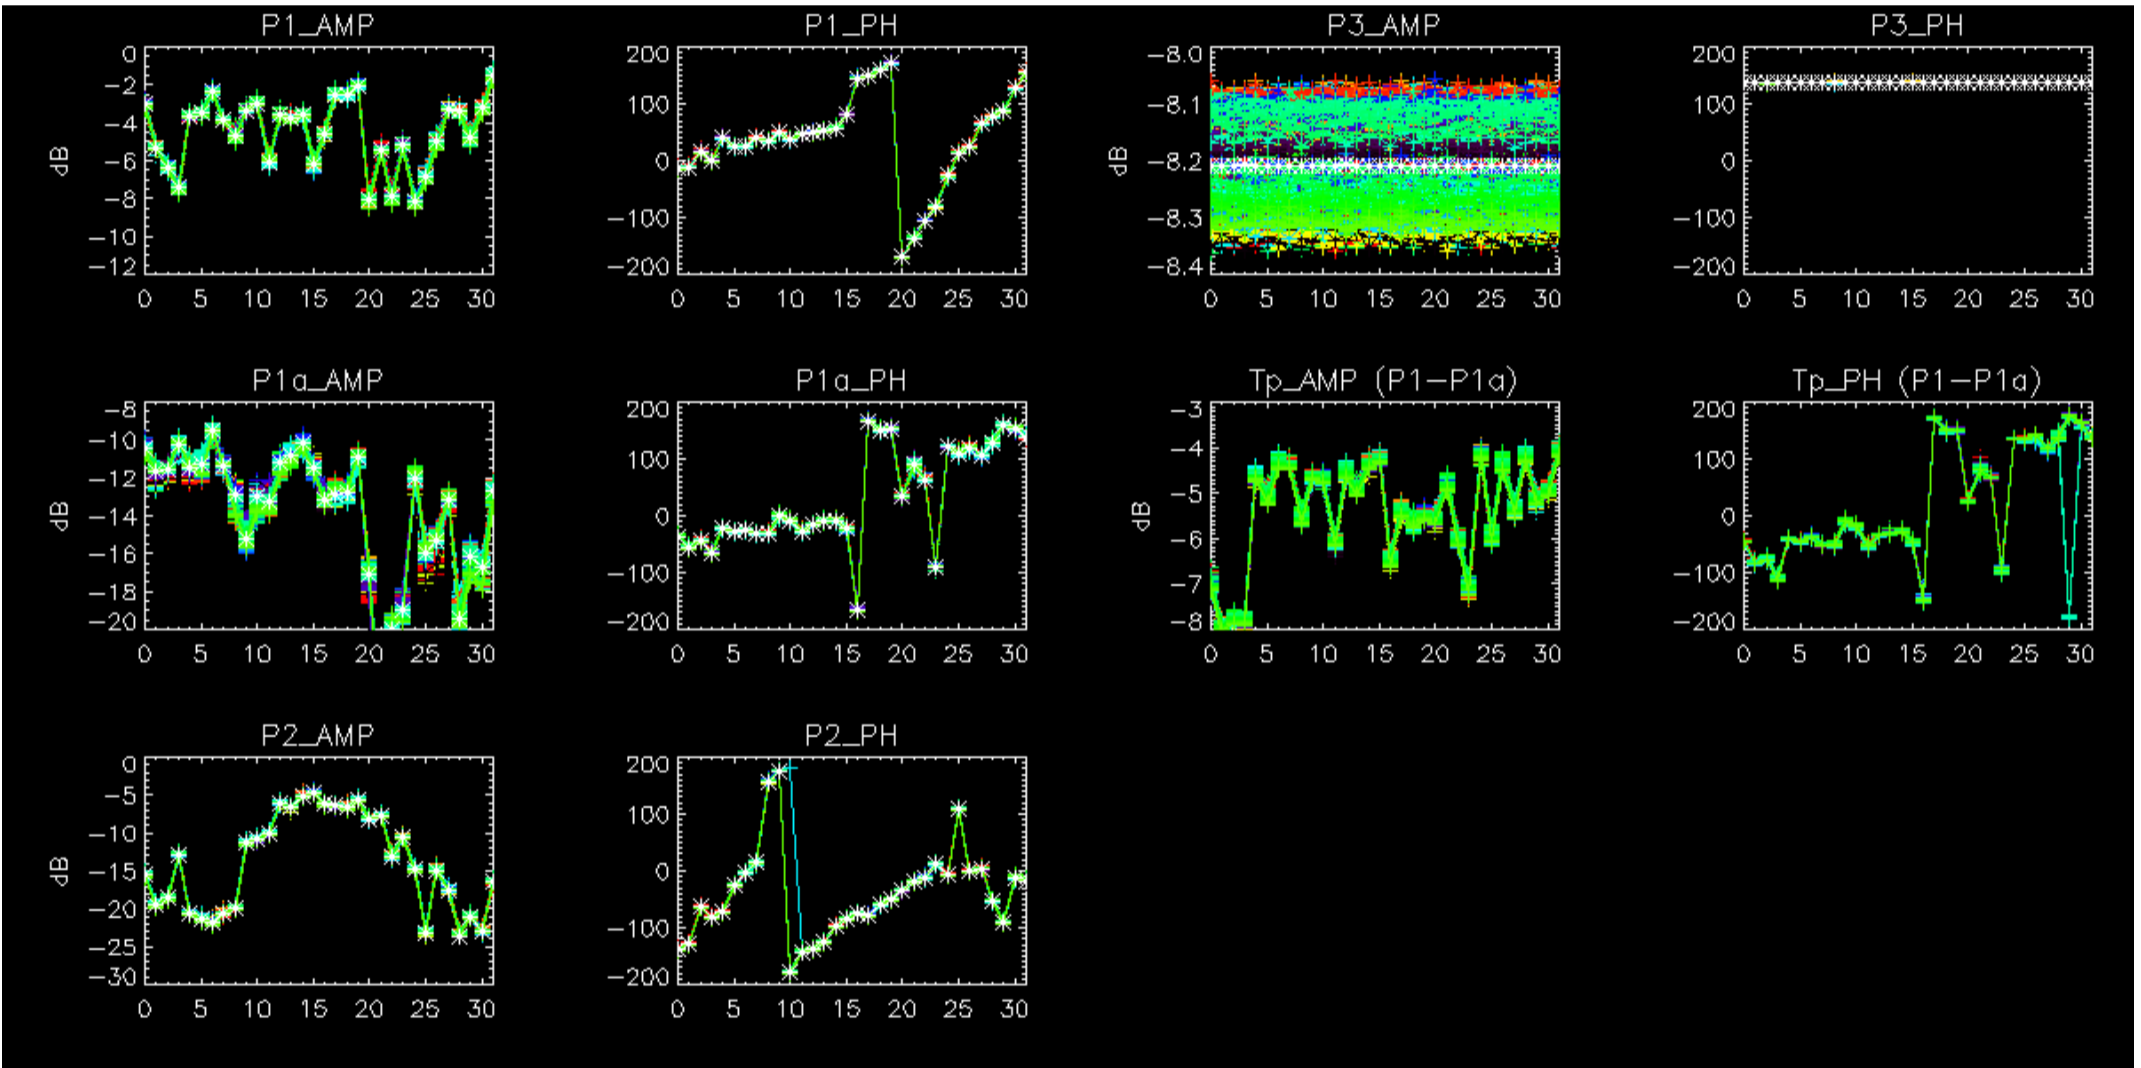 P1_AMP
0
-2
-4
-6
-8
-10
-12
dB
0 5 10 15 20 25 30
P1_PH
200
100
0
-100
-200
0 5 10 15 20 25 30
P3_AMP
-8.0
-8.1
-8.2
-8.3
-8.4
dB
0 5 10 15 20 25 30
P3_PH
200
100
0
-100
-200
0 5 10 15 20 25 30
P1a_AMP
-8
-10
-12
-14
-16
-18
-20
dB
0 5 10 15 20 25 30
P1a_PH
200
100
0
-100
-200
0 5 10 15 20 25 30
Tp_AMP (P1-P1a)
-3
-4
-5
-6
-7
-8
dB
0 5 10 15 20 25 30
Tp_PH (P1-P1a)
200
100
0
-100
-200
0 5 10 15 20 25 30
P2_AMP
0
-5
-10
-15
-20
-25
-30
dB
0 5 10 15 20 25 30
P2_PH
200
100
0
-100
-200
0 5 10 15 20 25 30